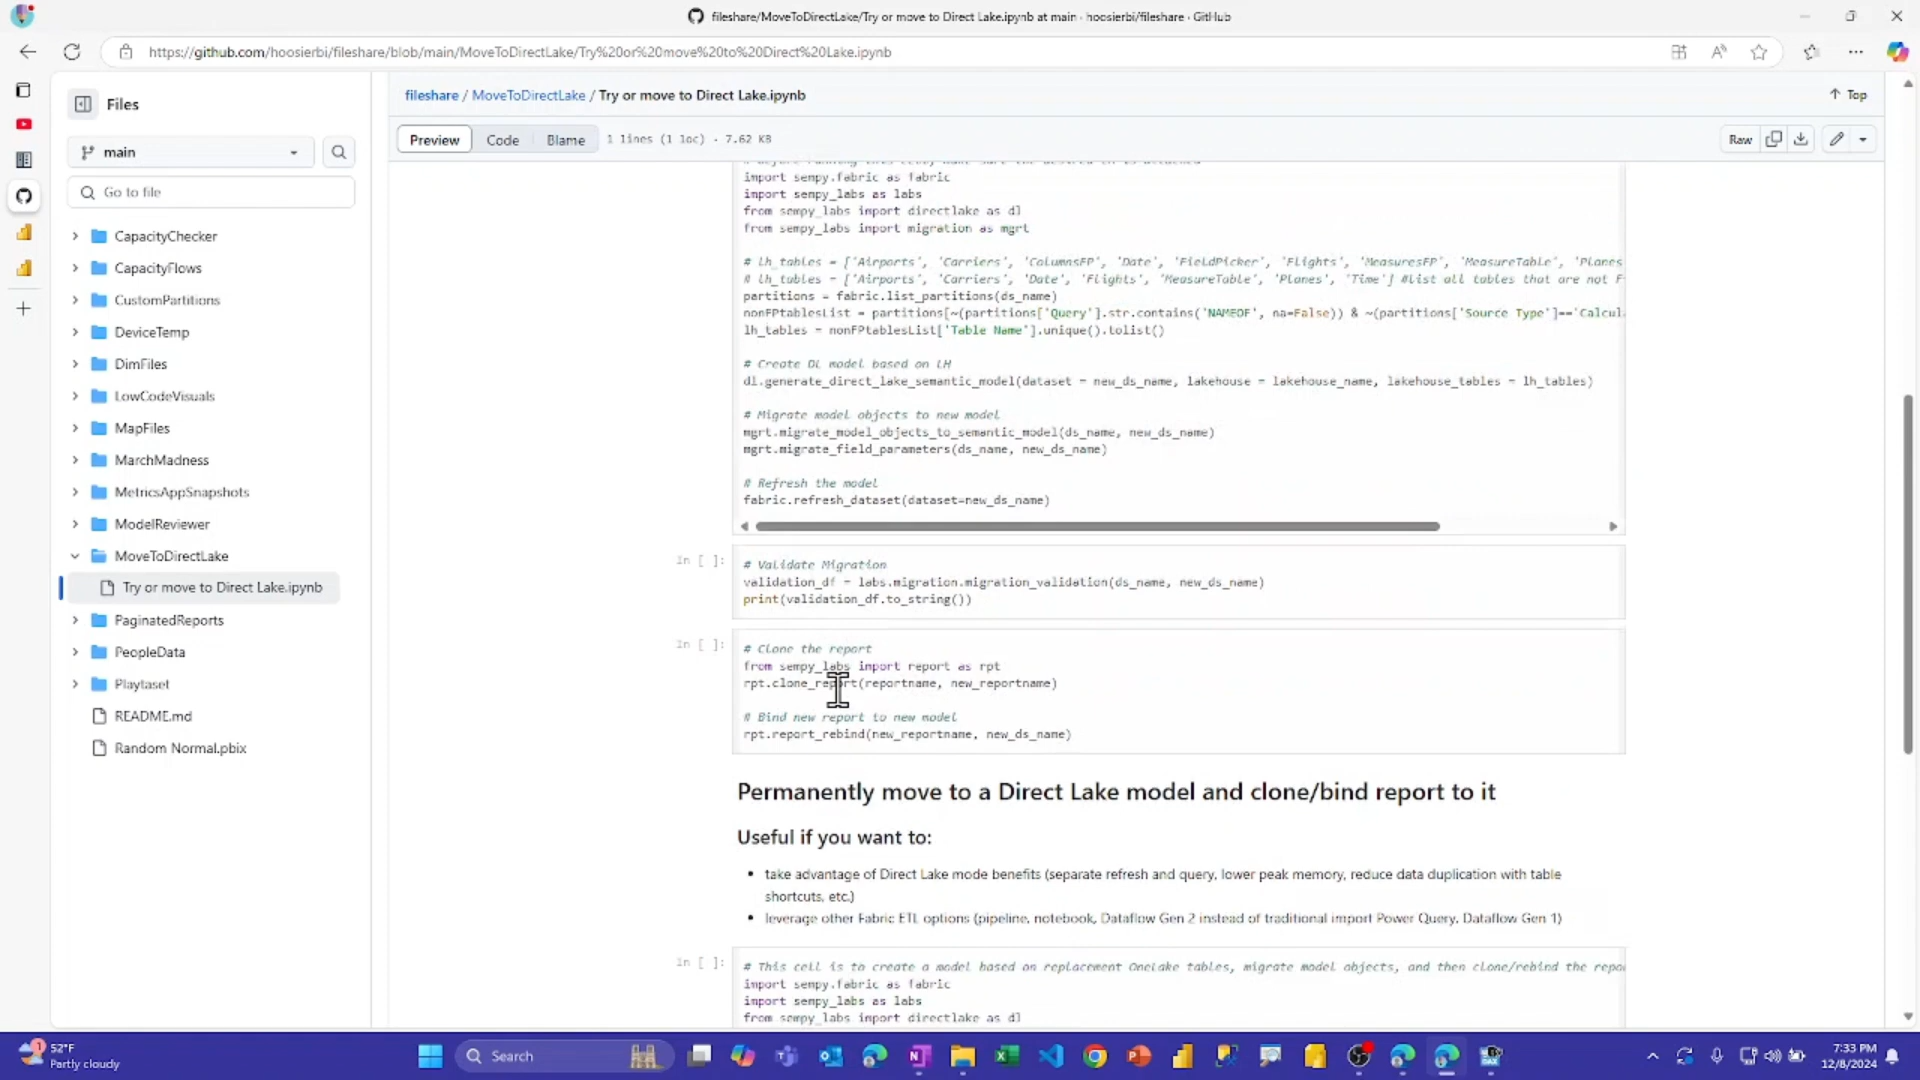 fileshare/MoveToDirectLake/Try or move to Direct Lake.ipynb at main · hoosierbi/fileshare · GitHub
https://github.com/hoosierbi/fileshare/blob/main/MoveToDirectLake/Try%20or%20move%20to%20Direct%20Lake.ipynb
Files
fileshare / MoveToDirectLake / Try or move to Direct Lake.ipynb
Top
main
Preview Code Blame 1 lines (1 loc) · 7.62 KB
Raw
Go to file
CapacityChecker
CapacityFlows
CustomPartitions
DeviceTemp
DimFiles
LowCodeVisuals
MapFiles
MarchMadness
MetricsAppSnapshots
ModelReviewer
MoveToDirectLake
Try or move to Direct Lake.ipynb
PaginatedReports
PeopleData
Playtaset
README.md
Random Normal.pbix
import sempy.fabric as fabric
import sempy_labs as labs
from sempy_labs import directlake as dl
from sempy_labs import migration as mgrt
# lh_tables = ['Airports', 'Carriers', 'ColumnsFP', 'Date', 'FieldPicker', 'Flights', 'MeasuresFP', 'MeasureTable', 'Planes
# lh_tables = ['Airports', 'Carriers', 'Date', 'Flights', 'MeasureTable', 'Planes', 'Time'] #list all tables that are not F
partitions = fabric.list_partitions(ds_name)
nonFPtablesList = partitions[~(partitions['Query'].str.contains('NAMEOF', na=False)) & ~(partitions['Source Type']=='Calcul
lh_tables = nonFPtablesList['Table Name'].unique().tolist()
# Create DL model based on LH
dl.generate_direct_lake_semantic_model(dataset = new_ds_name, lakehouse = lakehouse_name, lakehouse_tables = lh_tables)
# Migrate model objects to new model
mgrt.migrate_model_objects_to_semantic_model(ds_name, new_ds_name)
mgrt.migrate_field_parameters(ds_name, new_ds_name)
# Refresh the model
fabric.refresh_dataset(dataset=new_ds_name)
In [ ]:
# Validate Migration
validation_df = labs.migration.migration_validation(ds_name, new_ds_name)
print(validation_df.to_string())
In [ ]:
# Clone the report
from sempy_labs import report as rpt
rpt.clone_report(reportname, new_reportname)
# Bind new report to new model
rpt.report_rebind(new_reportname, new_ds_name)
Permanently move to a Direct Lake model and clone/bind report to it
Useful if you want to:
• take advantage of Direct Lake mode benefits (separate refresh and query, lower peak memory, reduce data duplication with table
shortcuts, etc.)
• leverage other Fabric ETL options (pipeline, notebook, Dataflow Gen 2 instead of traditional import Power Query, Dataflow Gen 1)
In [ ]:
# This cell is to create a model based on replacement OneLake tables, migrate model objects, and then clone/rebind the repo
import sempy.fabric as fabric
import sempy_labs as labs
from sempy_labs import directlake as dl
1
52°F
Partly cloudy
Search
7:33 PM
12/8/2024